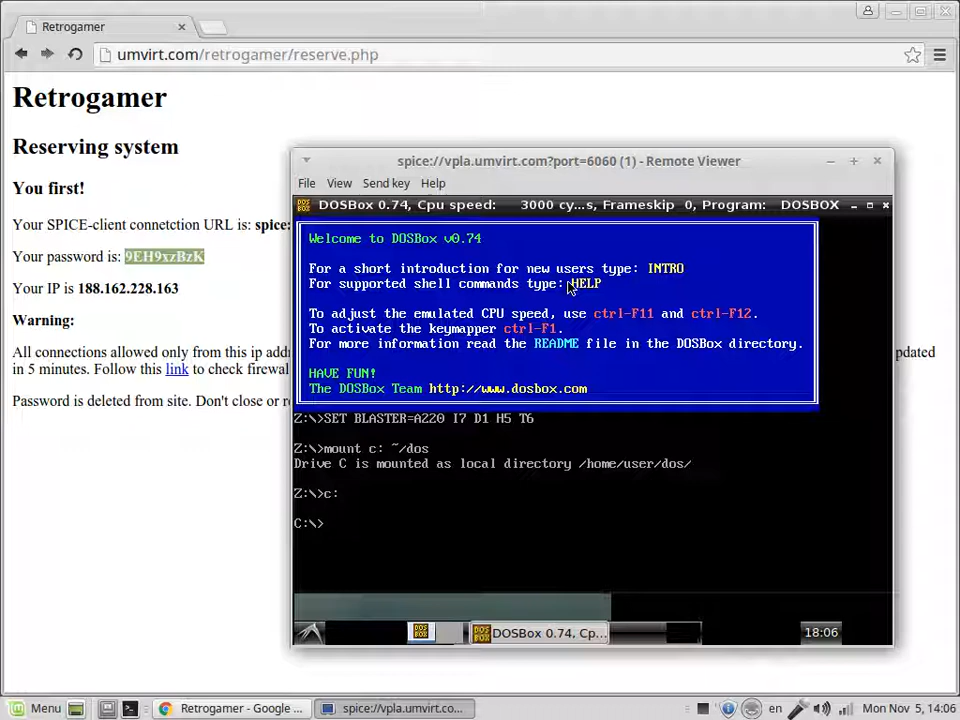 Retrogamer
umvirt.com/retrogamer/reserve.php
Retrogamer
Reserving system
You first!
Your SPICE-client connetction URL is: spice:
Your password is: 9EH9xzBzK
Your IP is 188.162.228.163
Warning:
All connections allowed only from this ip addr
pdated
in 5 minutes. Follow this link to check firewal
Password is deleted from site. Don't close or r
spice://vpla.umvirt.com?port=6060 (1) - Remote Viewer
File View Send key Help
DOSBox 0.74, Cpu speed: 3000 cy...s, Frameskip 0, Program: DOSBOX
Welcome to DOSBox v0.74
For a short introduction for new users type: INTRO
For supported shell commands type: HELP
To adjust the emulated CPU speed, use ctrl-F11 and ctrl-F12.
To activate the keymapper ctrl-F1.
For more information read the README file in the DOSBox directory.
HAVE FUN!
The DOSBox Team http://www.dosbox.com
Z:\>SET BLASTER=A220 I7 D1 H5 T6
Z:\>mount c: ~/dos
Drive C is mounted as local directory /home/user/dos/
Z:\>c:
C:\>
DOSBox 0.74, Cp...
18:06
Menu
Retrogamer - Google ...
spice://vpla.umvirt.co...
en
Mon Nov 5, 14:06